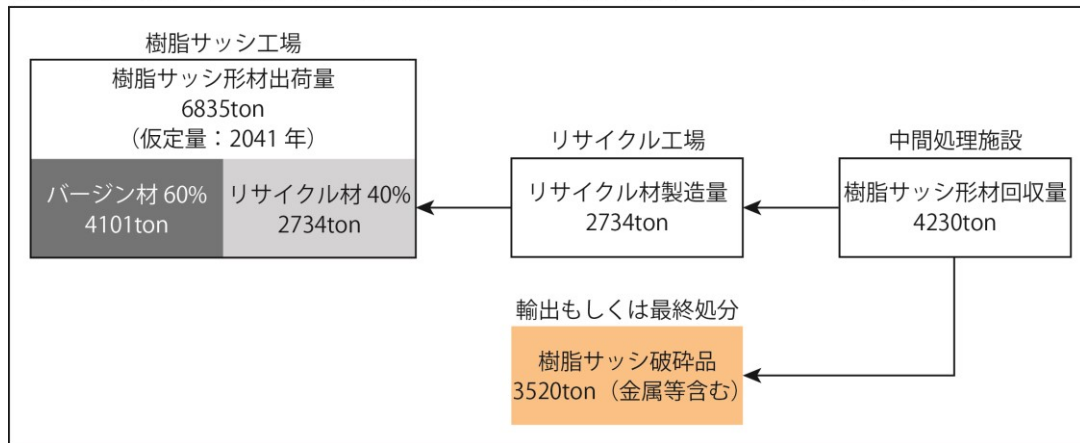 樹脂サッシ工場
樹脂サッシ形材出荷量
6835ton
（仮定量：2041 年）
バージン材 60%
4101ton
リサイクル材 40%
2734ton
リサイクル工場
リサイクル材製造量
2734ton
中間処理施設
樹脂サッシ形材回収量
4230ton
輸出もしくは最終処分
樹脂サッシ破砕品
3520ton（金属等含む）